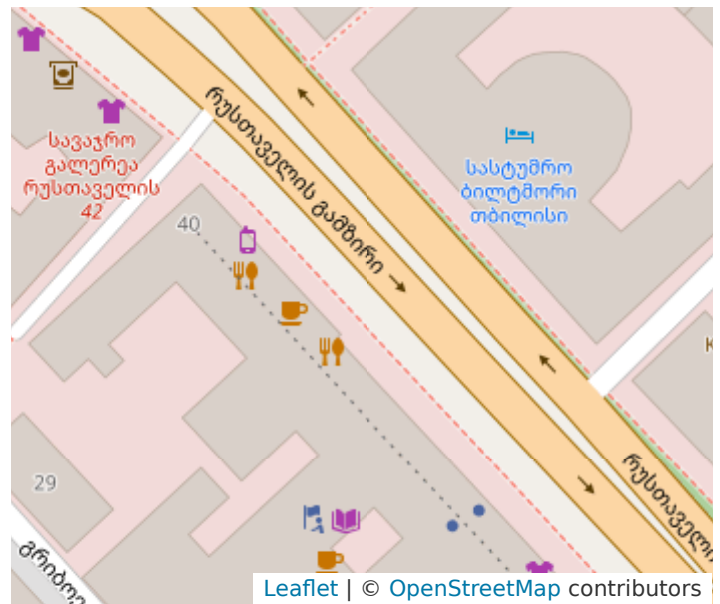 რუსთაველის გამზირი
სავაჭრო
გალერეა
რუსთაველის
42
სასტუმრო
ბილტმორი
თბილისი
40
29
Leaflet | © OpenStreetMap contributors